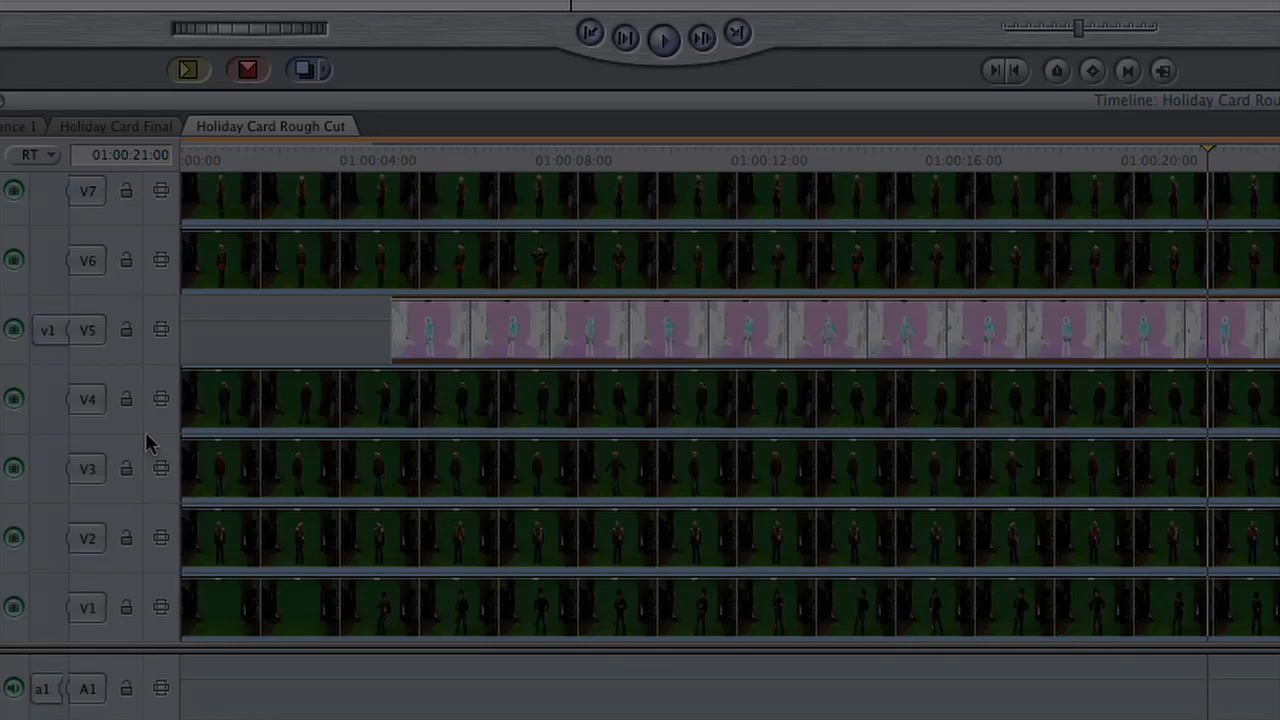 Timeline: Holiday Card Rou
ence 1 Holiday Card Final Holiday Card Rough Cut
RT 01:00:21:00 :00:00 01:00:04:00 01:00:08:00 01:00:12:00 01:00:16:00 01:00:20:00
V7
V6
v1 V5
V4
V3
V2
V1
a1 A1